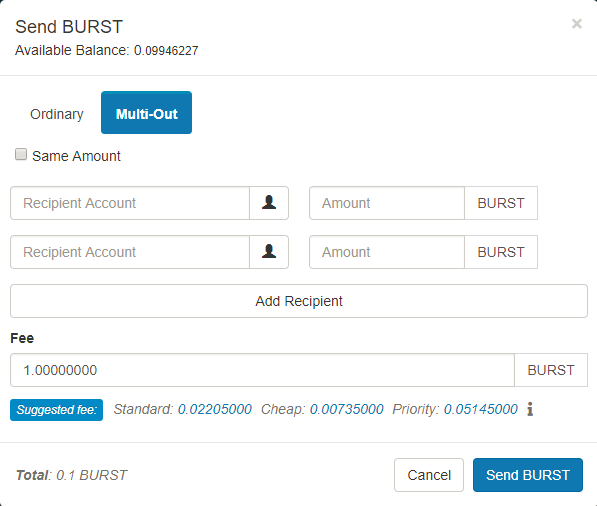 Send BURST
×
Available Balance: 0.09946227
Ordinary Multi-Out
Same Amount
Recipient Account Amount BURST
Recipient Account Amount BURST
Add Recipient
Fee
1.00000000 BURST
Suggested fee: Standard: 0.02205000 Cheap: 0.00735000 Priority: 0.05145000
Total: 0.1 BURST Cancel Send BURST